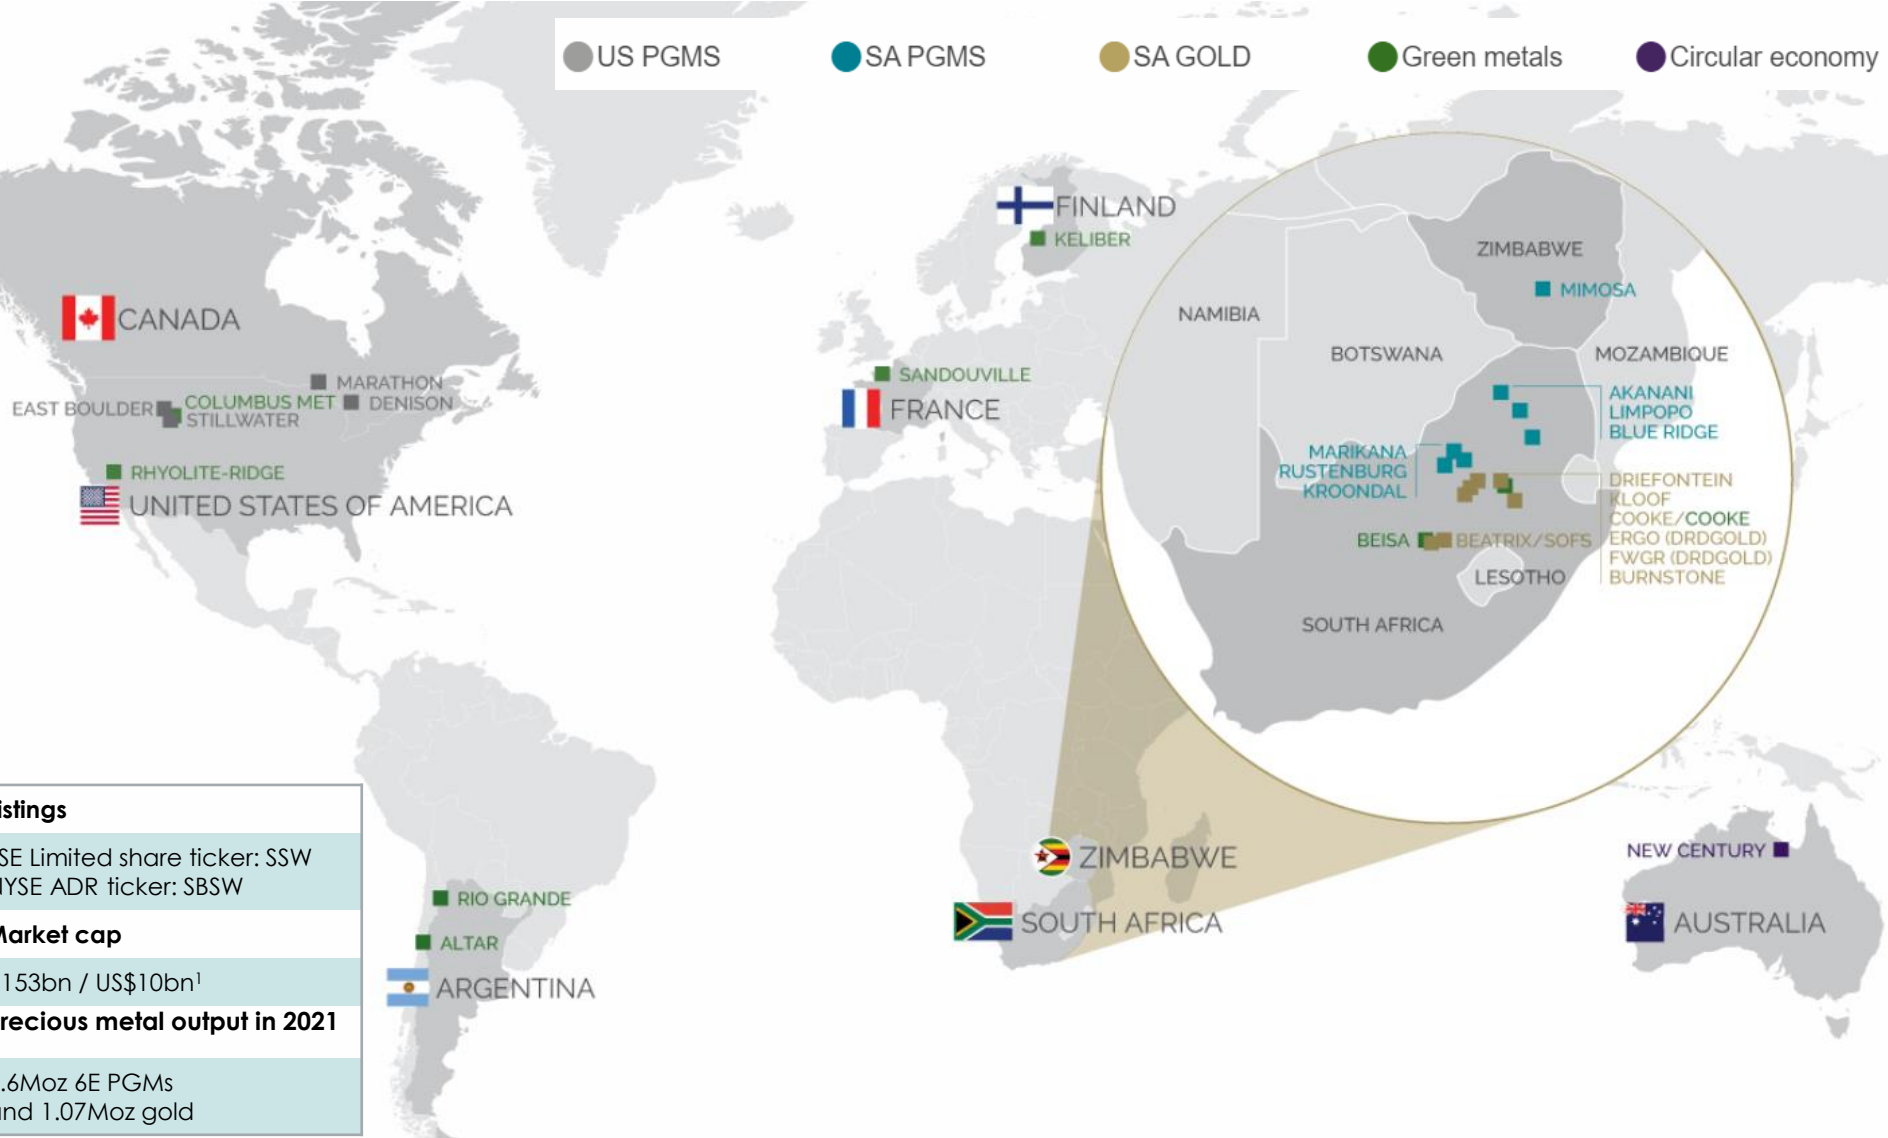 US PGMS
SA PGMS
SA GOLD
Green metals
Circular economy
FINLAND
KELIBER
CANADA
MARATHON
EAST BOULDER
COLUMBUS MET
DENISON
STILLWATER
RHYOLITE-RIDGE
UNITED STATES OF AMERICA
SANDOUVILLE
FRANCE
ZIMBABWE
MIMOSA
NAMIBIA
BOTSWANA
MOZAMBIQUE
AKANANI
LIMPOPO
BLUE RIDGE
MARIKANA
RUSTENBURG
KROONDAL
DRIEFONTEIN
KLOOF
COOKE/COOKE
ERGO (DRDGOLD)
FWGR (DRDGOLD)
BURNSTONE
BEISA
BEATRIX/SOFS
LESOTHO
SOUTH AFRICA
ZIMBABWE
SOUTH AFRICA
NEW CENTURY
AUSTRALIA
RIO GRANDE
ALTAR
ARGENTINA
istings
SE Limited share ticker: SSW
NYSE ADR ticker: SBSW
Market cap
153bn / US$10bn¹
recious metal output in 2021
.6Moz 6E PGMs
and 1.07Moz gold